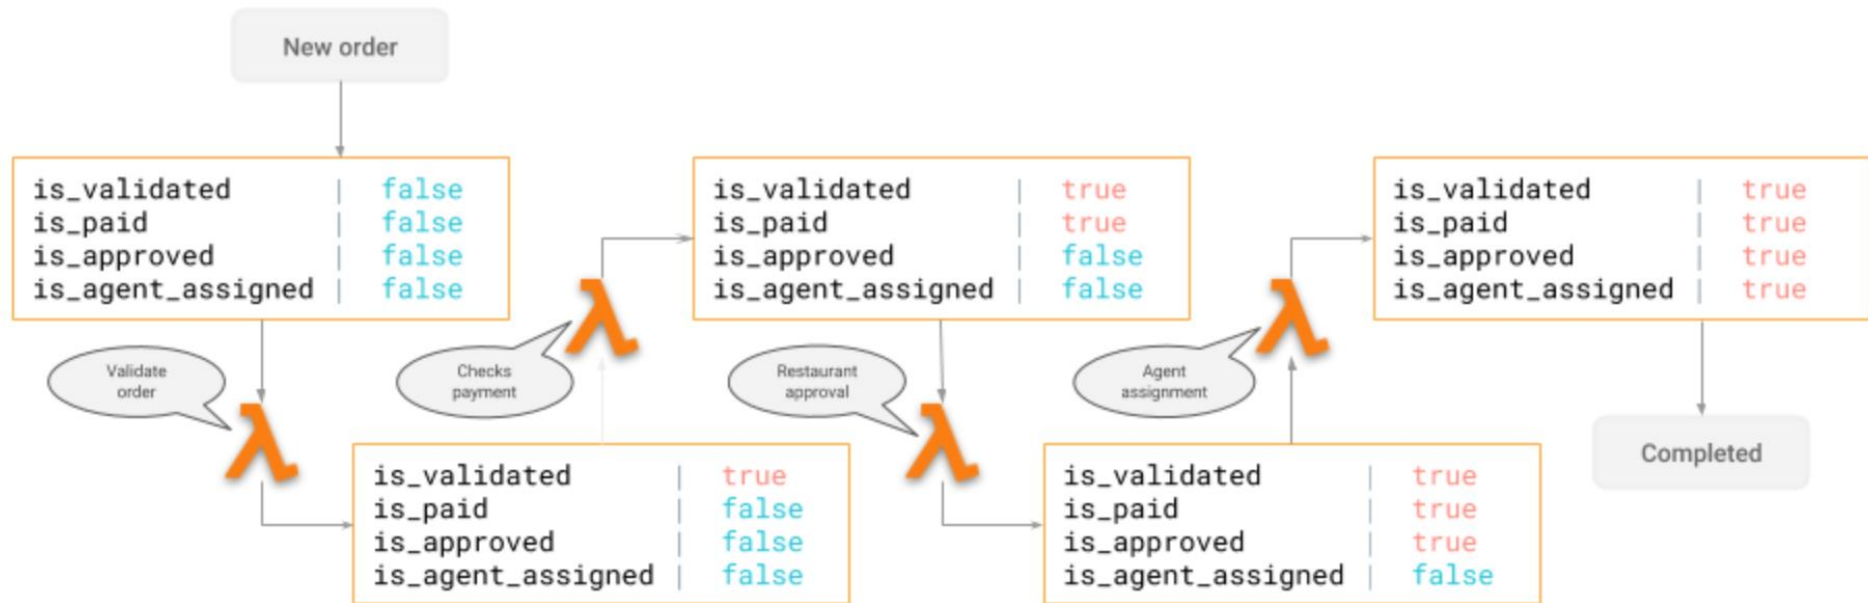 New order
is_validated | false
is_paid | false
is_approved | false
is_agent_assigned | false
Validate
order
λ
is_validated | true
is_paid | false
is_approved | false
is_agent_assigned | false
Checks
payment
λ
is_validated | true
is_paid | true
is_approved | false
is_agent_assigned | false
Restaurant
approval
λ
is_validated | true
is_paid | true
is_approved | true
is_agent_assigned | false
Agent
assignment
λ
is_validated | true
is_paid | true
is_approved | true
is_agent_assigned | true
Completed